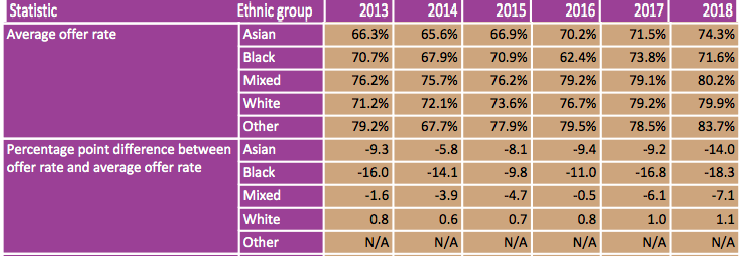 Statistic Ethnic group 2013 2014 2015 2016 2017 2018
Average offer rate Asian 66.3% 65.6% 66.9% 70.2% 71.5% 74.3%
Black 70.7% 67.9% 70.9% 62.4% 73.8% 71.6%
Mixed 76.2% 75.7% 76.2% 79.2% 79.1% 80.2%
White 71.2% 72.1% 73.6% 76.7% 79.2% 79.9%
Other 79.2% 67.7% 77.9% 79.5% 78.5% 83.7%
Percentage point difference between Asian -9.3 -5.8 -8.1 -9.4 -9.2 -14.0
offer rate and average offer rate Black -16.0 -14.1 -9.8 -11.0 -16.8 -18.3
Mixed -1.6 -3.9 -4.7 -0.5 -6.1 -7.1
White 0.8 0.6 0.7 0.8 1.0 1.1
Other N/A N/A N/A N/A N/A N/A